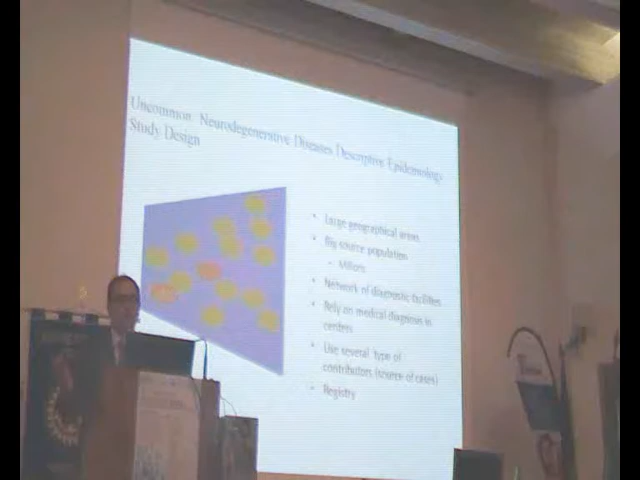 Uncommon Neurodegenerative Diseases Descriptive Epidemiology
Study Design
• Large geographical areas
• Big source population
• Milions
• Network of diagnostic facilities
• Rely on medical diagnosis in
centers
• Use several type of
contributors (source of cases)
• Registry